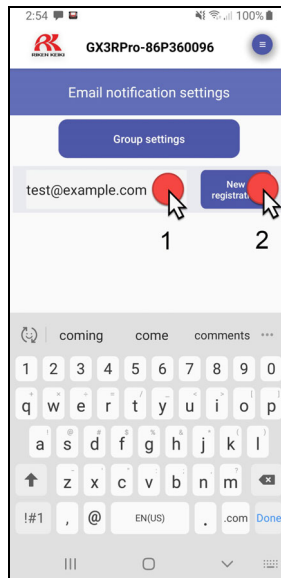 2:54 100%
RK
RIKEN KEIKI
GX3RPro-86P360096
Email notification settings
Group settings
test@example.com
New
1 2
coming come comments
1 2 3 4 5 6 7 8 9 0
q w e r t y u i o p
a s d f g h j k l
z x c v b n m
!#1 , @ EN(US) . .com Done